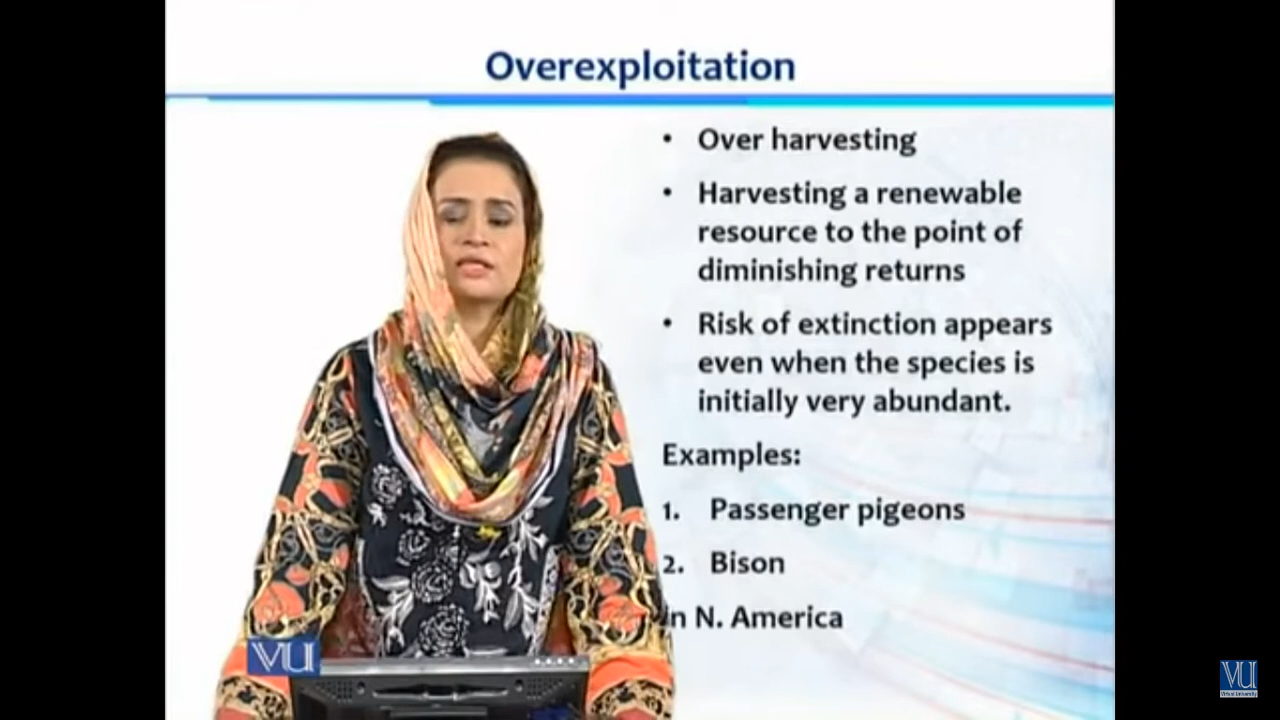 Overexploitation
• Over harvesting
• Harvesting a renewable
resource to the point of
diminishing returns
• Risk of extinction appears
even when the species is
initially very abundant.
Examples:
1. Passenger pigeons
2. Bison
in N. America
VU
VU
Virtual University